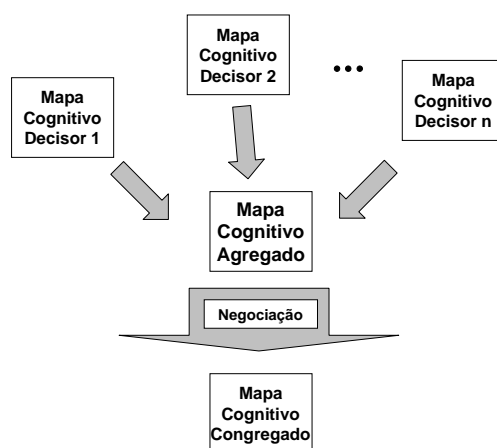 Mapa
Cognitivo
Decisor 1
Mapa
Cognitivo
Decisor 2
...
Mapa
Cognitivo
Decisor n
Mapa
Cognitivo
Agregado
Negociação
Mapa
Cognitivo
Congregado